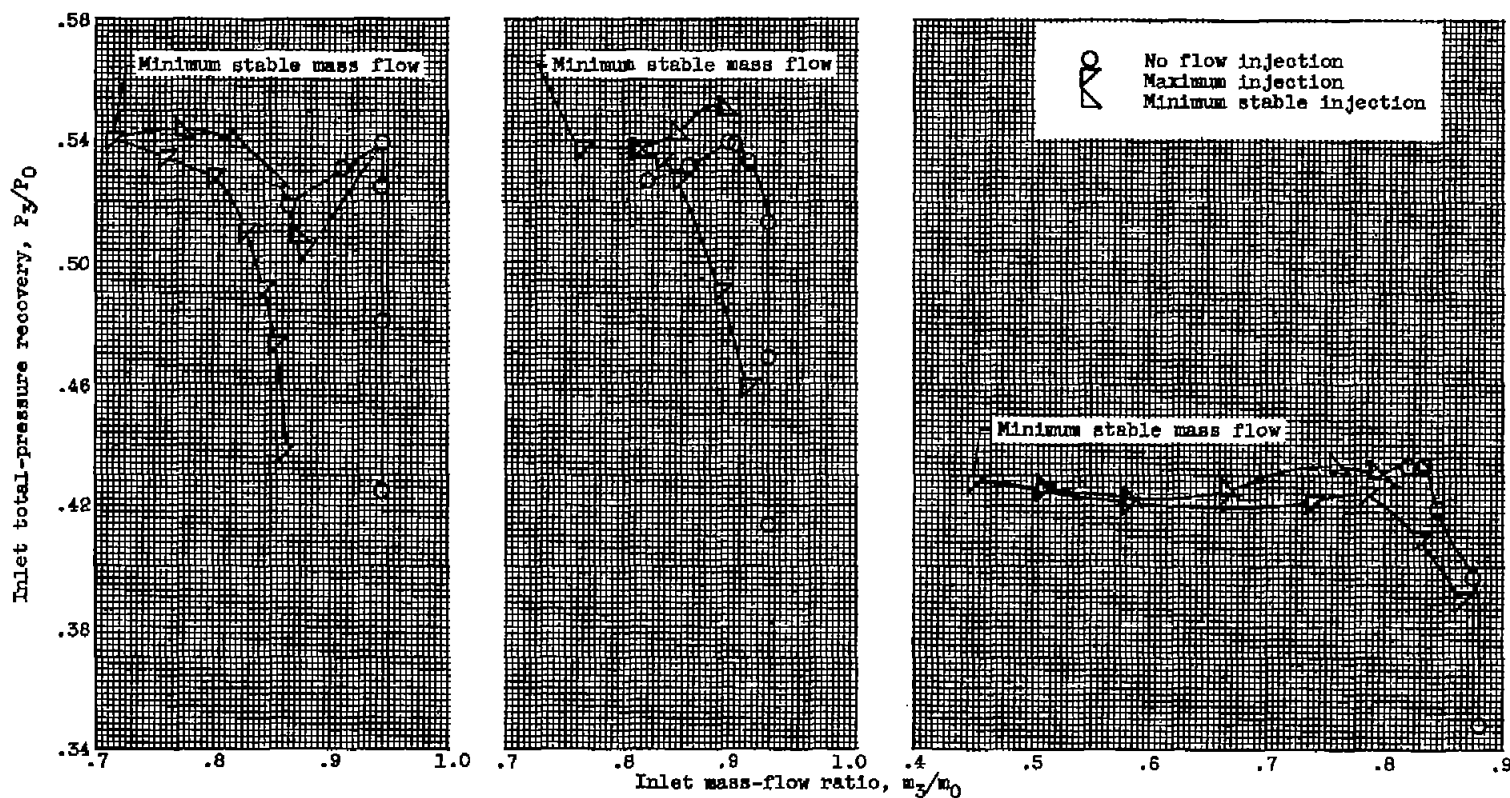 .58
.54
.50
.46
.42
.38
.34
Inlet total-pressure recovery, P3/P0
Minimum stable mass flow
Minimum stable mass flow
No flow injection
Maximum injection
Minimum stable injection
Minimum stable mass flow
.7 .8 .9 1.0
.7 .8 .9 1.0
.4 .5 .6 .7 .8 .9
Inlet mass-flow ratio, m3/m0